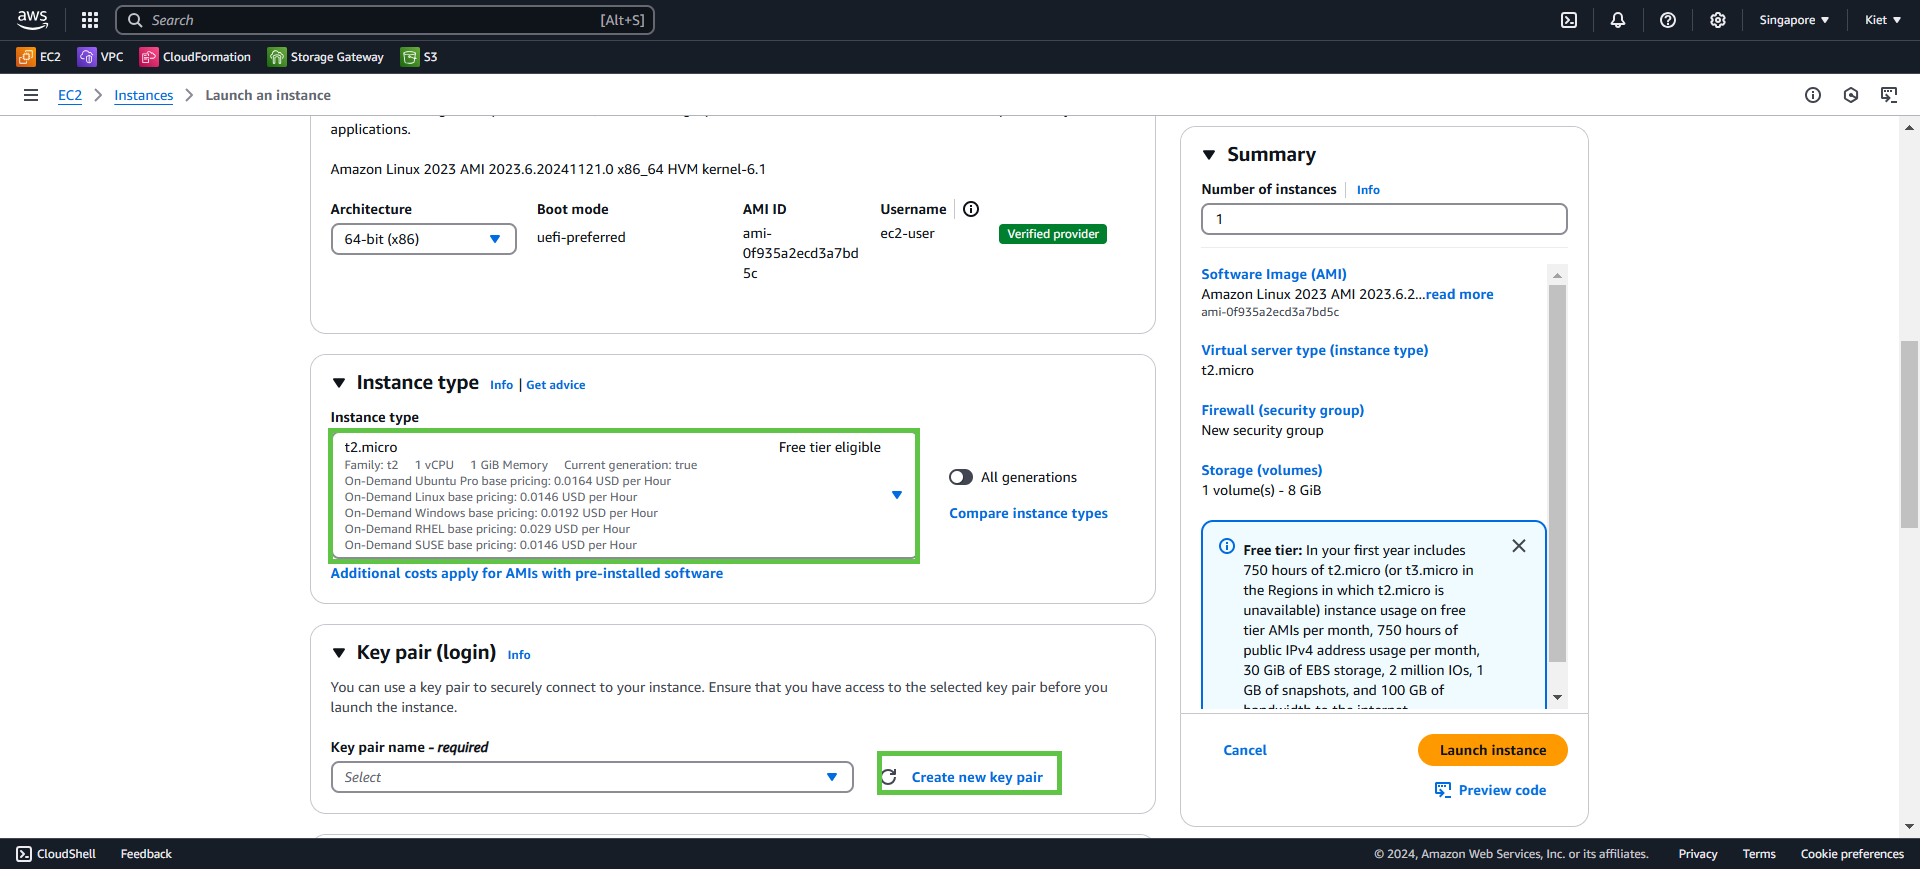 aws
Search [Alt+S]
Singapore
Kiet
EC2 VPC CloudFormation Storage Gateway S3
EC2 Instances Launch an instance
applications.
Amazon Linux 2023 AMI 2023.6.20241121.0 x86_64 HVM kernel-6.1
Architecture
64-bit (x86)
Boot mode
uefi-preferred
AMI ID
ami-
0f935a2ecd3a7bd
5c
Username
ec2-user
Verified provider
Instance type Info | Get advice
Instance type
t2.micro Free tier eligible
Family: t2 1 vCPU 1 GiB Memory Current generation: true
On-Demand Ubuntu Pro base pricing: 0.0164 USD per Hour
On-Demand Linux base pricing: 0.0146 USD per Hour
On-Demand Windows base pricing: 0.0192 USD per Hour
On-Demand RHEL base pricing: 0.029 USD per Hour
On-Demand SUSE base pricing: 0.0146 USD per Hour
All generations
Compare instance types
Additional costs apply for AMIs with pre-installed software
Key pair (login) Info
You can use a key pair to securely connect to your instance. Ensure that you have access to the selected key pair before you
launch the instance.
Key pair name - required
Select
Create new key pair
Summary
Number of instances Info
1
Software Image (AMI)
Amazon Linux 2023 AMI 2023.6.2...read more
ami-0f935a2ecd3a7bd5c
Virtual server type (instance type)
t2.micro
Firewall (security group)
New security group
Storage (volumes)
1 volume(s) - 8 GiB
Free tier: In your first year includes
750 hours of t2.micro (or t3.micro in
the Regions in which t2.micro is
unavailable) instance usage on free
tier AMIs per month, 750 hours of
public IPv4 address usage per month,
30 GiB of EBS storage, 2 million IOs, 1
GB of snapshots, and 100 GB of
bandwidth to the internet.
Cancel
Launch instance
Preview code
CloudShell Feedback
© 2024, Amazon Web Services, Inc. or its affiliates. Privacy Terms Cookie preferences